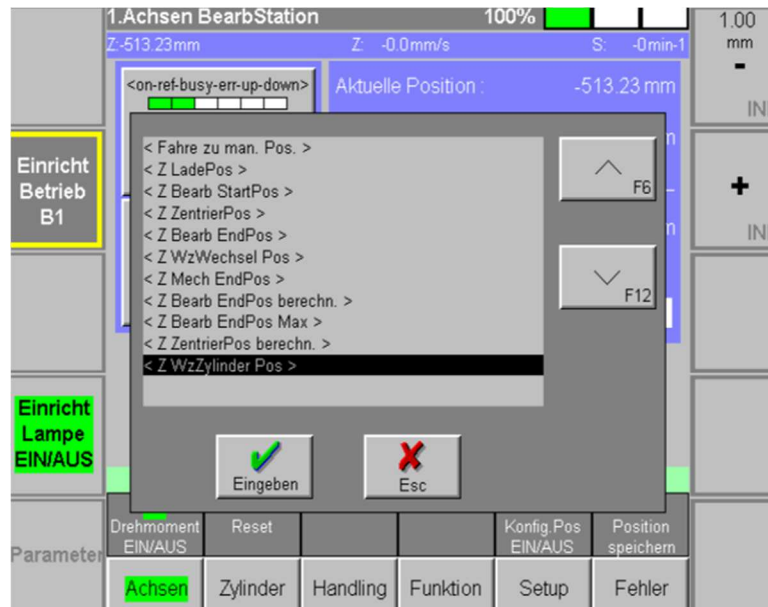 1.Achsen BearbStation 100%
Z:-513.23mm Z: -0.0mm/s S: -0min-1
1.00
mm
-
IN
<on-ref-busy-err-up-down>
Aktuelle Position : -513.23 mm
Einricht
Betrieb
B1
+
IN
< Fahre zu man. Pos. >
< Z LadePos >
< Z Bearb StartPos >
< Z ZentrierPos >
< Z Bearb EndPos >
< Z WzWechsel Pos >
< Z Mech EndPos >
< Z Bearb EndPos berechn. >
< Z Bearb EndPos Max >
< Z ZentrierPos berechn. >
< Z WzZylinder Pos >
F6
F12
Eingeben
Esc
Einricht
Lampe
EIN/AUS
Parameter
Drehmoment
EIN/AUS
Reset
Konfig.Pos
EIN/AUS
Position
speichern
Achsen Zylinder Handling Funktion Setup Fehler